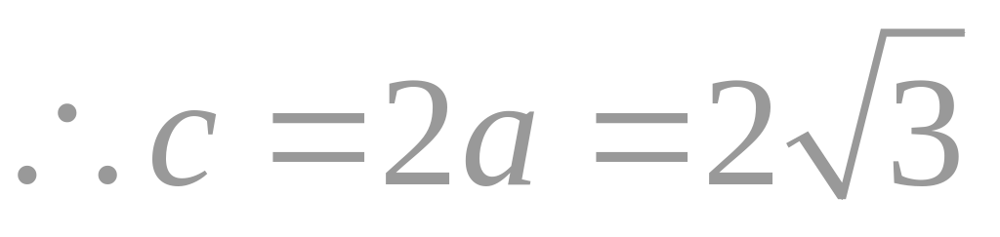 ∴c =2a =2√3